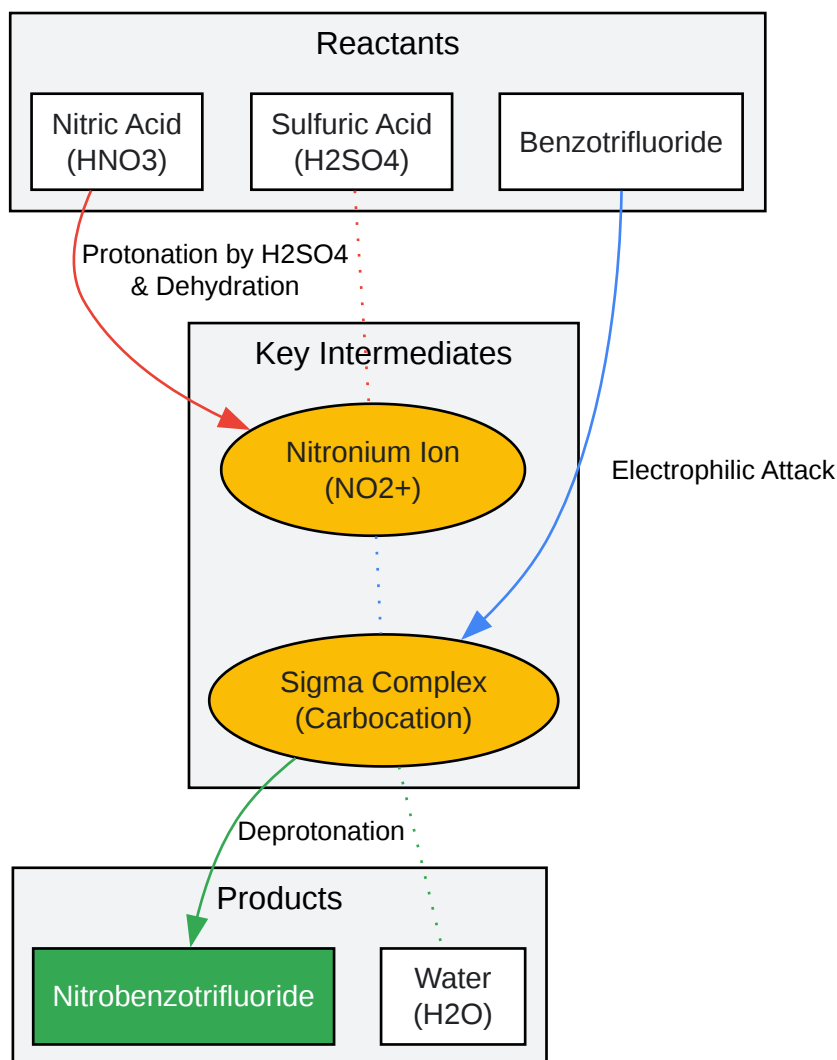 Reactants
Nitric Acid
(HNO3)
Sulfuric Acid
(H2SO4)
Benzotrifluoride
Protonation by H2SO4
& Dehydration
Key Intermediates
Nitronium Ion
(NO2+)
Electrophilic Attack
Sigma Complex
(Carbocation)
Deprotonation
Products
Nitrobenzotrifluoride
Water
(H2O)